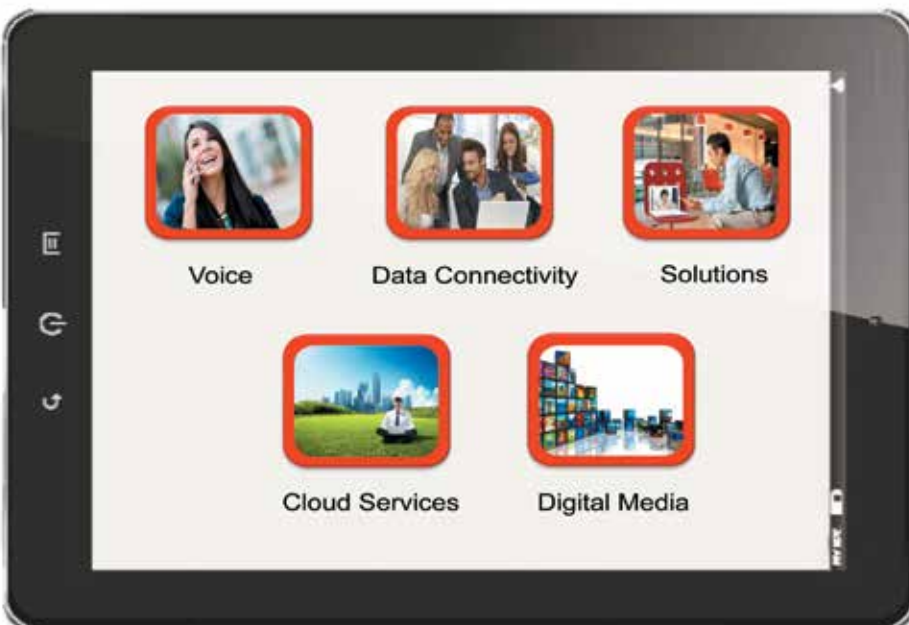 Voice
Data Connectivity
Solutions
Cloud Services
Digital Media